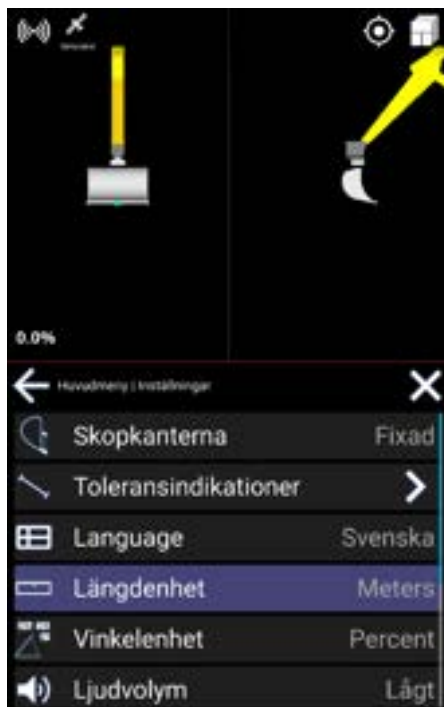 0.0%
Huvudmeny | Inställningar
Skopkanterna Fixad
Toleransindikationer
Language Svenska
Längdenhet Meters
Vinkelenhet Percent
Ljudvolym Lågt